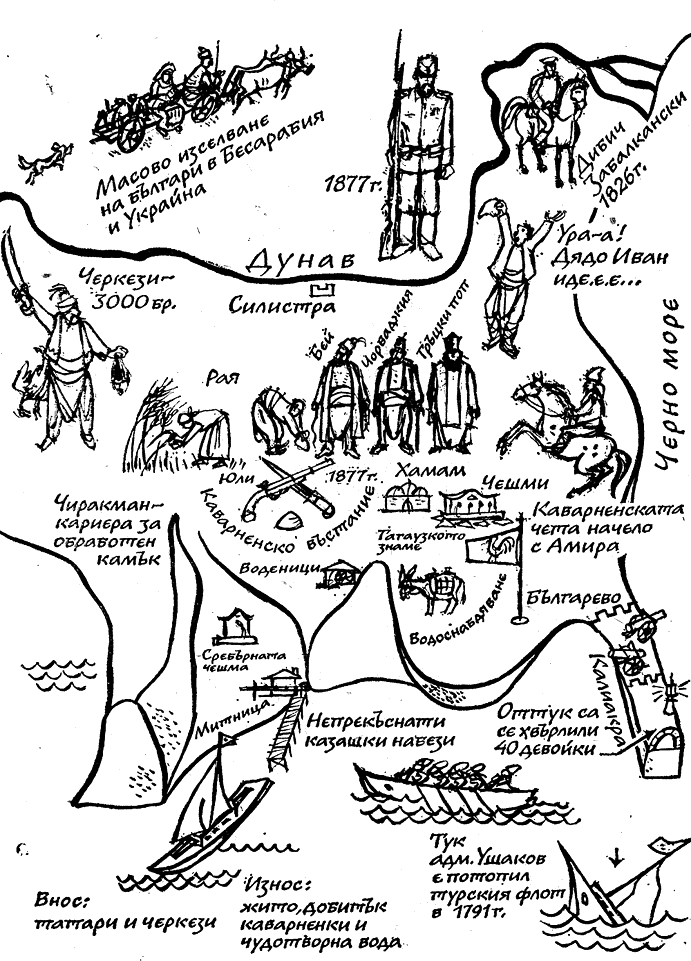 Масово изселване
на българи в Бесарабия
и Украйна
1877г.
Дибич
Забалкански
1826г.
Ура-а!
Дядо Иван
иде.е.е...
Дунав
Силистра
Черкези~
3000 бр.
Черно море
Рая
Бей
Чорбаджия
Гръцки поп
Юли 1877г.
Каварненско въстание
Хамам
Чешми
Каварненската
чета начело
с Амира
Чиракман-
кариера за
обработен
камък
Татаузкото
знаме
Воденици
Водоснабдяване
Българево
Сребърната
чешма
Митница
Непрекъснати
казашки набези
Оттук са
се хвърлили
40 девойки
Калиакра
Тук
адм. Ушаков
е потопил
турския флот
в 1791г.
Внос:
татари и черкези
Износ:
жито, добитък
каварненки и
чудотворна вода